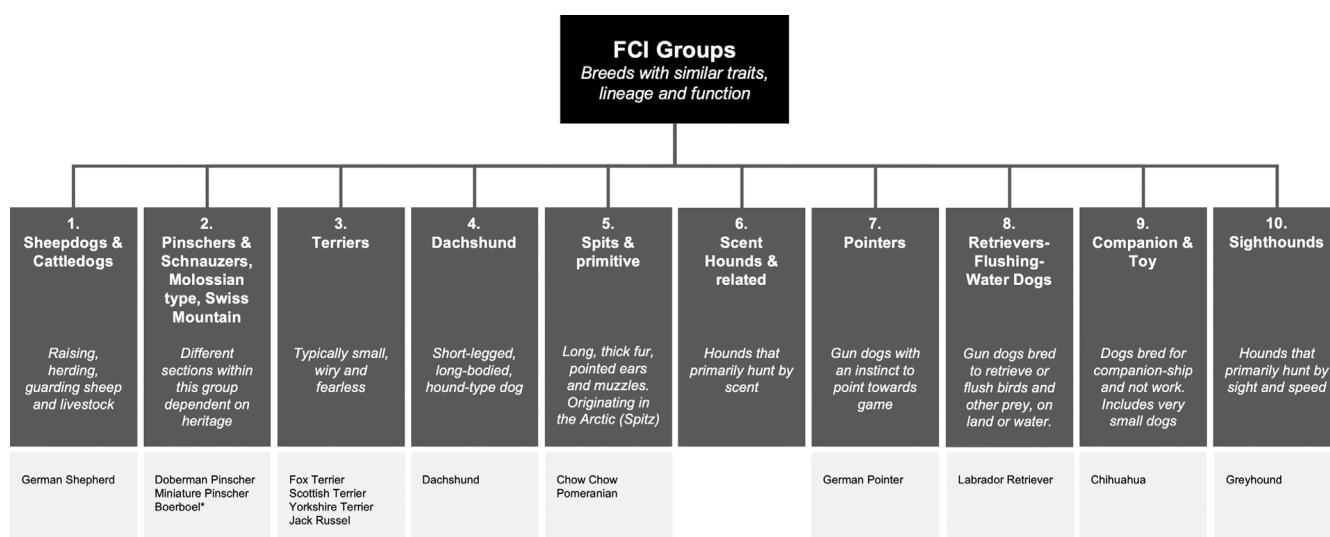 FCI Groups
Breeds with similar traits,
lineage and function
1.
Sheepdogs &
Cattledogs
Raising,
herding,
guarding sheep
and livestock
German Shepherd
2.
Pinschers &
Schnauzers,
Molossian
type, Swiss
Mountain
Different
sections within
this group
dependent on
heritage
Doberman Pinscher
Miniature Pinscher
Boerboel*
3.
Terriers
Typically small,
wiry and
fearless
Fox Terrier
Scottish Terrier
Yorkshire Terrier
Jack Russel
4.
Dachshund
Short-legged,
long-bodied,
hound-type dog
Dachshund
5.
Spits &
primitive
Long, thick fur,
pointed ears
and muzzles.
Originating in
the Arctic (Spitz)
Chow Chow
Pomeranian
6.
Scent
Hounds &
related
Hounds that
primarily hunt by
scent
7.
Pointers
Gun dogs with
an instinct to
point towards
game
German Pointer
8.
Retrievers-
Flushing-
Water Dogs
Gun dogs bred
to retrieve or
flush birds and
other prey, on
land or water.
Labrador Retriever
9.
Companion &
Toy
Dogs bred for
companion-ship
and not work.
Includes very
small dogs
Chihuahua
10.
Sighthounds
Hounds that
primarily hunt by
sight and speed
Greyhound